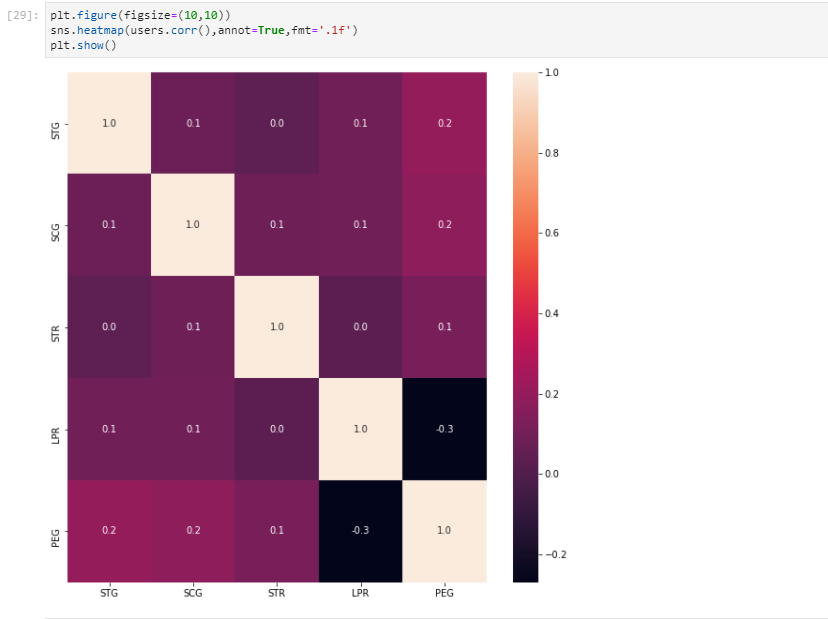 [29]: plt.figure(figsize=(10,10))
sns.heatmap(users.corr(),annot=True,fmt='.1f')
plt.show()
STG 1.0 0.1 0.0 0.1 0.2
SCG 0.1 1.0 0.1 0.1 0.2
STR 0.0 0.1 1.0 0.0 0.1
LPR 0.1 0.1 0.0 1.0 -0.3
PEG 0.2 0.2 0.1 -0.3 1.0
STG SCG STR LPR PEG
1.0
0.8
0.6
0.4
0.2
0.0
−0.2